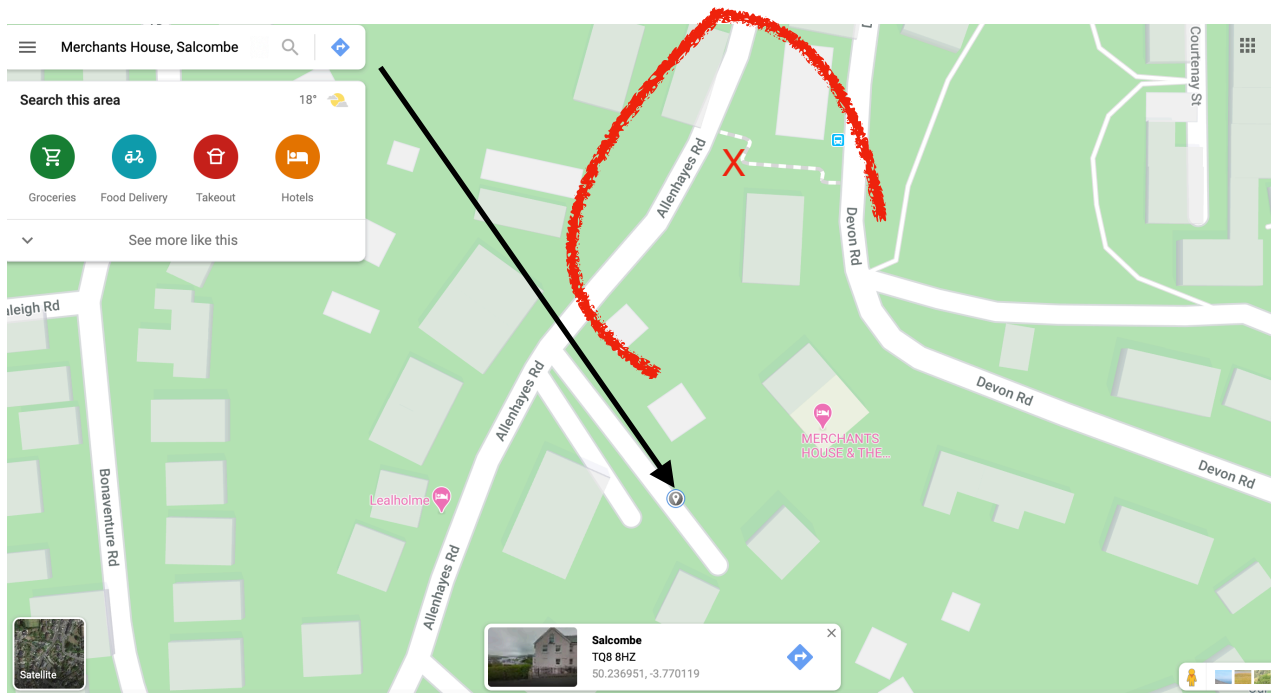 Merchants House, Salcombe
Search this area
18°
Groceries
Food Delivery
Takeout
Hotels
See more like this
Courtenay St
Allenhayes Rd
X
Devon Rd
aleigh Rd
Allenhayes Rd
Devon Rd
MERCHANTS
HOUSE & THE...
Devon Rd
Bonaventure Rd
Lealholme
Allenhayes Rd
Salcombe
TQ8 8HZ
50.236951, -3.770119
Satellite